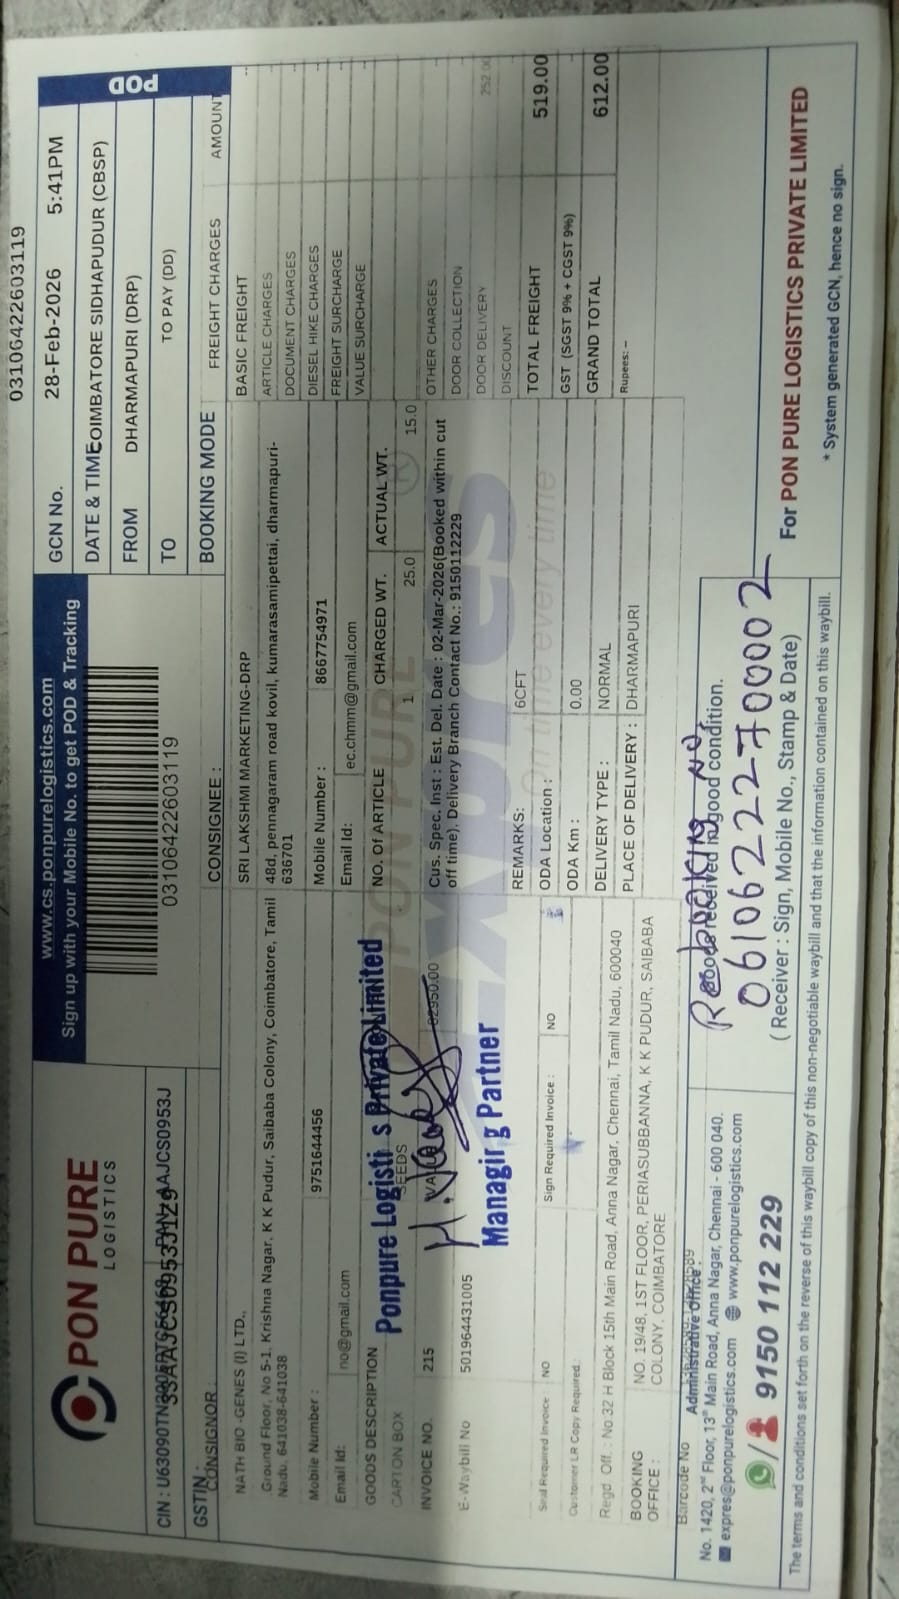 PON PURE
LOGISTICS
www.cs.ponpurelogistics.com
Sign up with your Mobile No. to get POD & Tracking
0310642260​3119
POD
GCN No. 28-Feb-2026 5:41PM
DATE & TIME COIMBATORE SIDHAPUDUR (CBSP)
FROM DHARMAPURI (DRP)
TO TO PAY (DD)
BOOKING MODE
03106422603119
GSTIN
CONSIGNOR :
CONSIGNEE :
FREIGHT CHARGES AMOUNT
NATH BIO -GENES (I) LTD.,
Ground Floor, No 5-1, Krishna Nagar, K K Pudur, Saibaba Colony, Coimbatore, Tamil
Nadu, 641038-641038
Mobile Number : 9751644456
Email Id: no@gmail.com
SRI LAKSHMI MARKETING-DRP
48d, pennagaram road kovil, kumarasamipettai, dharmapuri-
636701
Mobile Number : 8667754971
Email Id: ec.chmm@gmail.com
BASIC FREIGHT --
ARTICLE CHARGES --
DOCUMENT CHARGES --
DIESEL HIKE CHARGES --
FREIGHT SURCHARGE --
VALUE SURCHARGE --
OTHER CHARGES
DOOR COLLECTION
DOOR DELIVERY 252.00
DISCOUNT
TOTAL FREIGHT 519.00
GST (SGST 9% + CGST 9%)
GRAND TOTAL 612.00
Rupees: –
GOODS DESCRIPTION
NO. OF ARTICLE CHARGED WT. ACTUAL WT.
CARTON BOX SEEDS 1 25.0 15.0
INVOICE NO. 215
E-Waybill No 501964431005
Ponpure Logisti s Private Limited
Managi g Partner
Cus. Spec. Inst : Est. Del. Date : 02-Mar-2026(Booked within cut
off time), Delivery Branch Contact No.: 9150112229
PON PURE
on time every time
REMARKS: 6CFT
Seal Required Invoice : NO Sign Required Invoice : NO
ODA Location :
Customer LR Copy Required :
ODA Km : 0.00
Regd. Off. : No 32 H Block 15th Main Road, Anna Nagar, Chennai, Tamil Nadu, 600040
DELIVERY TYPE : NORMAL
BOOKING OFFICE : NO. 19/48, 1ST FLOOR, PERIASUBBANNA, K K PUDUR, SAIBABA
COLONY, COIMBATORE
PLACE OF DELIVERY : DHARMAPURI
Barcode No
Administrative Office :
No. 1420, 2nd Floor, 13th Main Road, Anna Nagar, Chennai - 600 040.
expres@ponpurelogistics.com www.ponpurelogistics.com
9150 112 229
Goods received in good condition.
Rebooking No.
06106222700002
( Receiver : Sign, Mobile No., Stamp & Date)
For PON PURE LOGISTICS PRIVATE LIMITED
* System generated GCN, hence no sign.
The terms and conditions set forth on the reverse of this waybill copy of this non-negotiable waybill and that the information contained on this waybill.